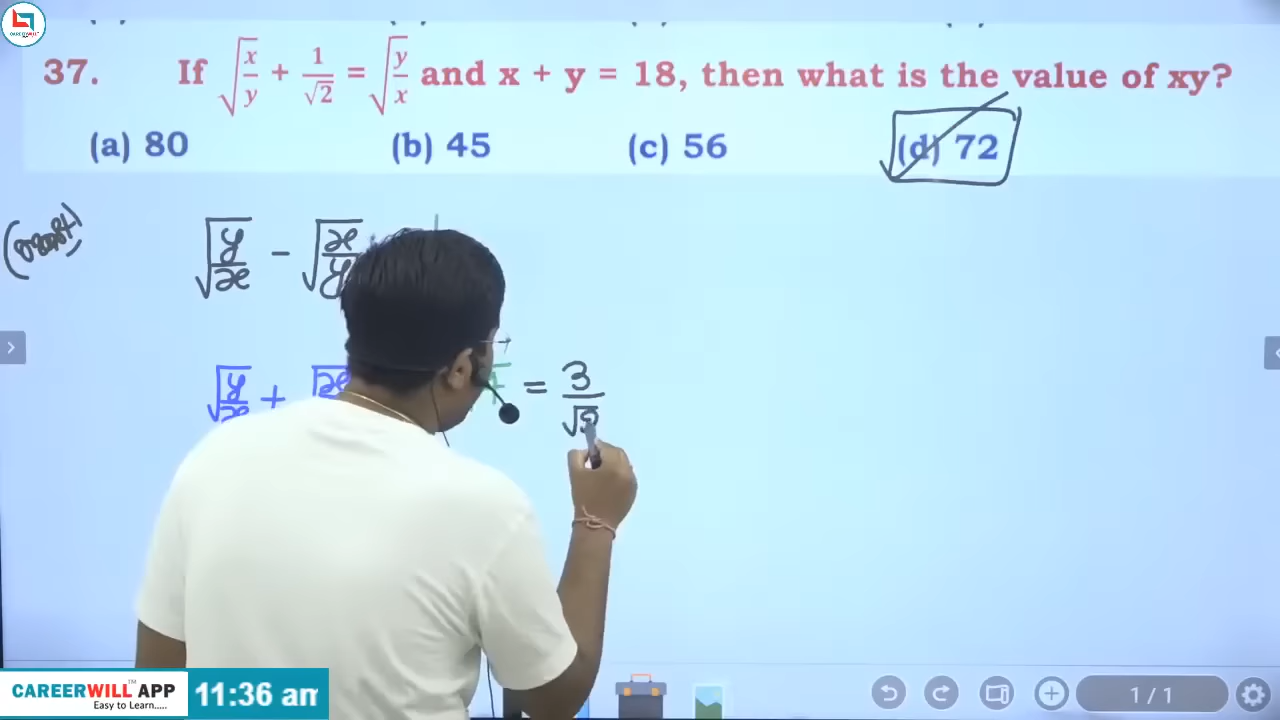 CAREERWILL
37. If √(x/y) + 1/√2 = √(y/x) and x + y = 18, then what is the value of xy?
(a) 80 (b) 45 (c) 56 (d) 72
√(y/x) - √(x/y)
√(y/x) + √(x = 3/√2
CAREERWILL™ APP
Easy to Learn.....
11:36 am
1 / 1